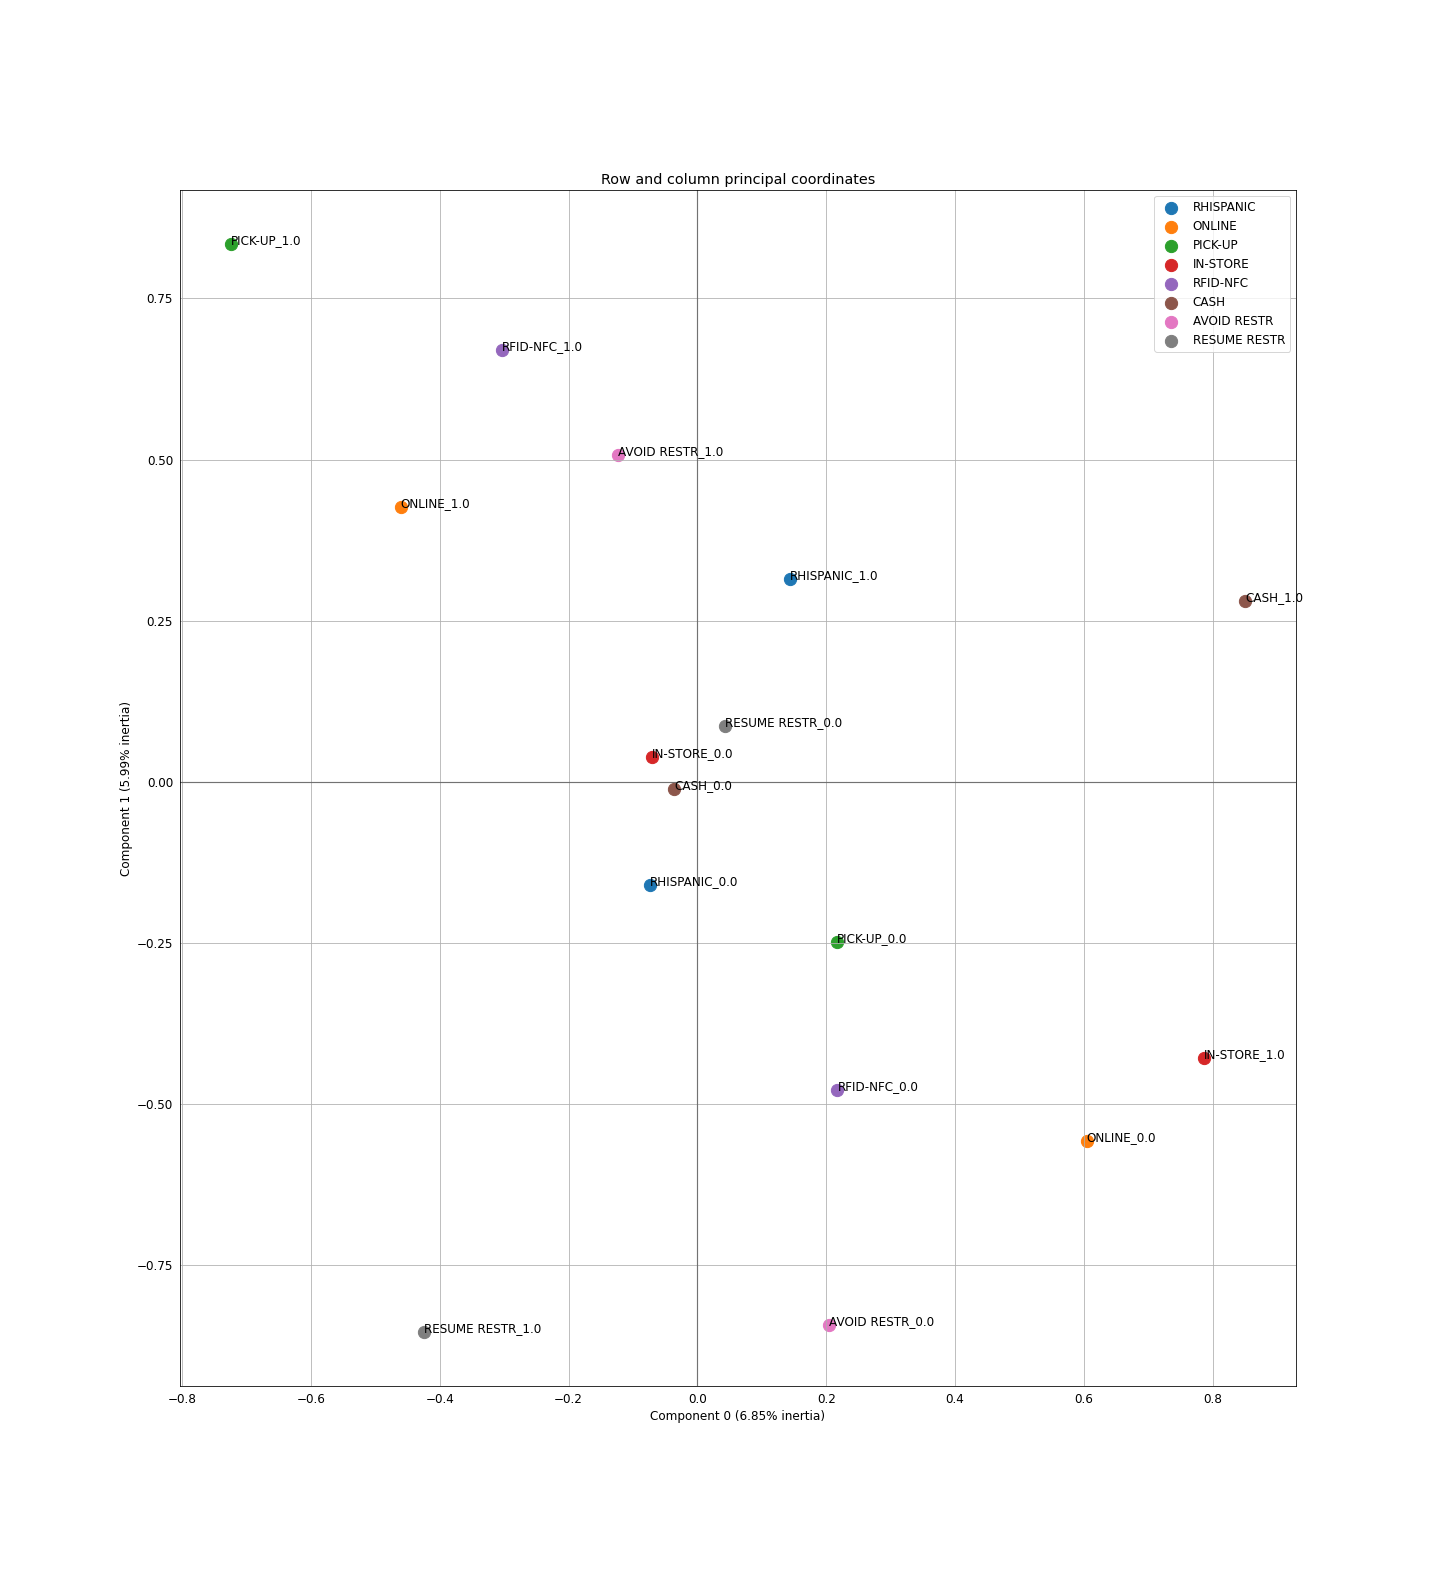 Row and column principal coordinates
RHISPANIC
ONLINE
PICK-UP
IN-STORE
RFID-NFC
CASH
AVOID RESTR
RESUME RESTR
PICK-UP_1.0
RFID-NFC_1.0
AVOID RESTR_1.0
ONLINE_1.0
RHISPANIC_1.0
CASH_1.0
RESUME RESTR_0.0
IN-STORE_0.0
CASH_0.0
RHISPANIC_0.0
PICK-UP_0.0
IN-STORE_1.0
RFID-NFC_0.0
ONLINE_0.0
AVOID RESTR_0.0
RESUME RESTR_1.0
0.75
0.50
0.25
0.00
−0.25
−0.50
−0.75
Component 1 (5.99% inertia)
−0.8 −0.6 −0.4 −0.2 0.0 0.2 0.4 0.6 0.8
Component 0 (6.85% inertia)